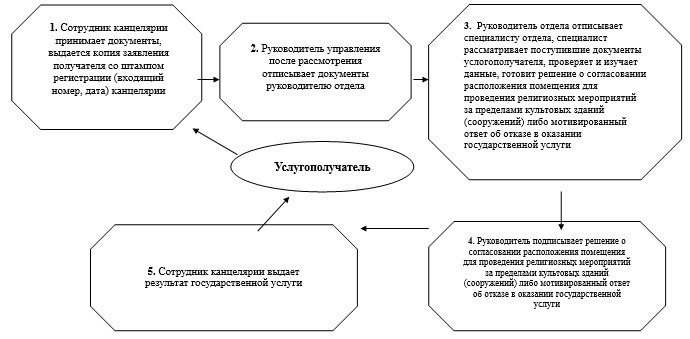 1. Сотрудник канцелярии
принимает документы,
выдается копия заявления
получателя со штампом
регистрации (входящий
номер, дата) канцелярии
2. Руководитель управления
после рассмотрения
отписывает документы
руководителю отдела
3. Руководитель отдела отписывает
специалисту отдела, специалист
рассматривает поступившие документы
услогополучателя, проверяет и изучает
данные, готовит решение о согласовании
расположения помещения для
проведения религиозных мероприятий
за пределами культовых зданий
(сооружений) либо мотивированный
ответ об отказе в оказании
государственной услуги
Услугополучатель
4. Руководитель подписывает решение о
согласовании расположения помещения
для проведения религиозных мероприятий
за пределами культовых зданий
(сооружений) либо мотивированный ответ
об отказе в оказании государственной
услуги
5. Сотрудник канцелярии выдает
результат государственной услуги